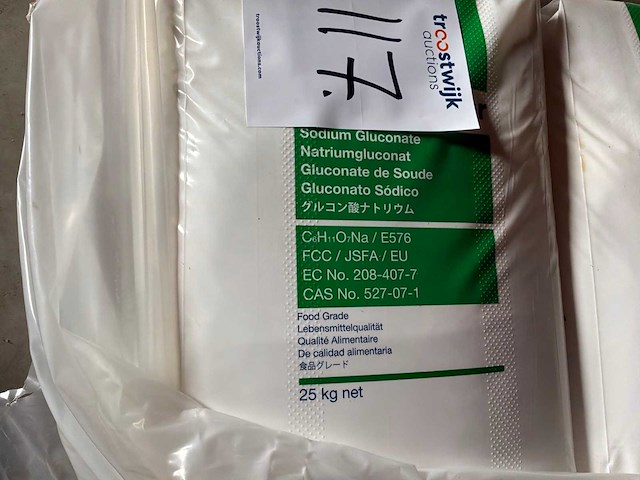 troostwijk
auctions
troostwijkauctions.com
117.
Sodium Gluconate
Natriumgluconat
Gluconate de Soude
Gluconato Sódico
グルコン酸ナトリウム
C₆H₁₁O₇Na / E576
FCC / JSFA / EU
EC No. 208-407-7
CAS No. 527-07-1
Food Grade
Lebensmittelqualität
Qualité Alimentaire
De calidad alimentaria
食品グレード
25 kg net